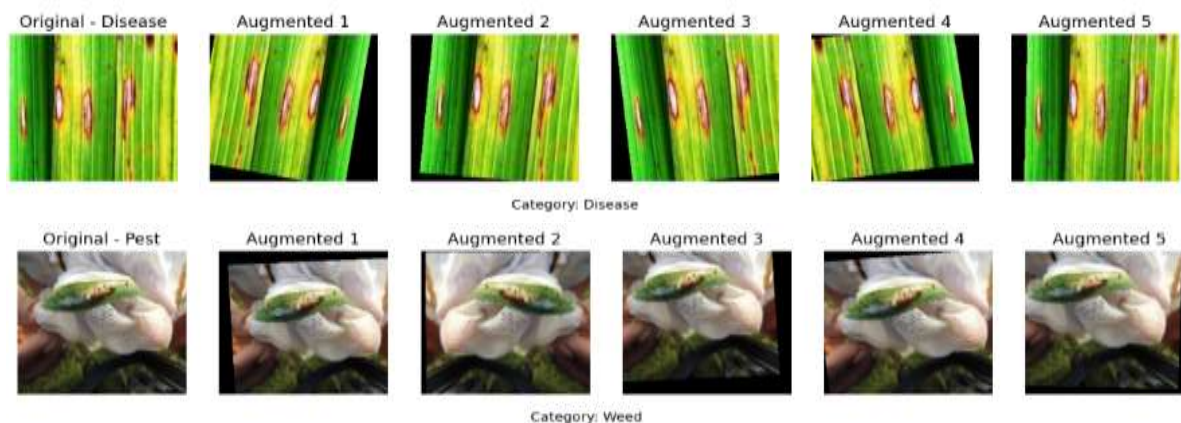 Original - Disease Augmented 1 Augmented 2 Augmented 3 Augmented 4 Augmented 5
Category: Disease
Original - Pest Augmented 1 Augmented 2 Augmented 3 Augmented 4 Augmented 5
Category: Weed